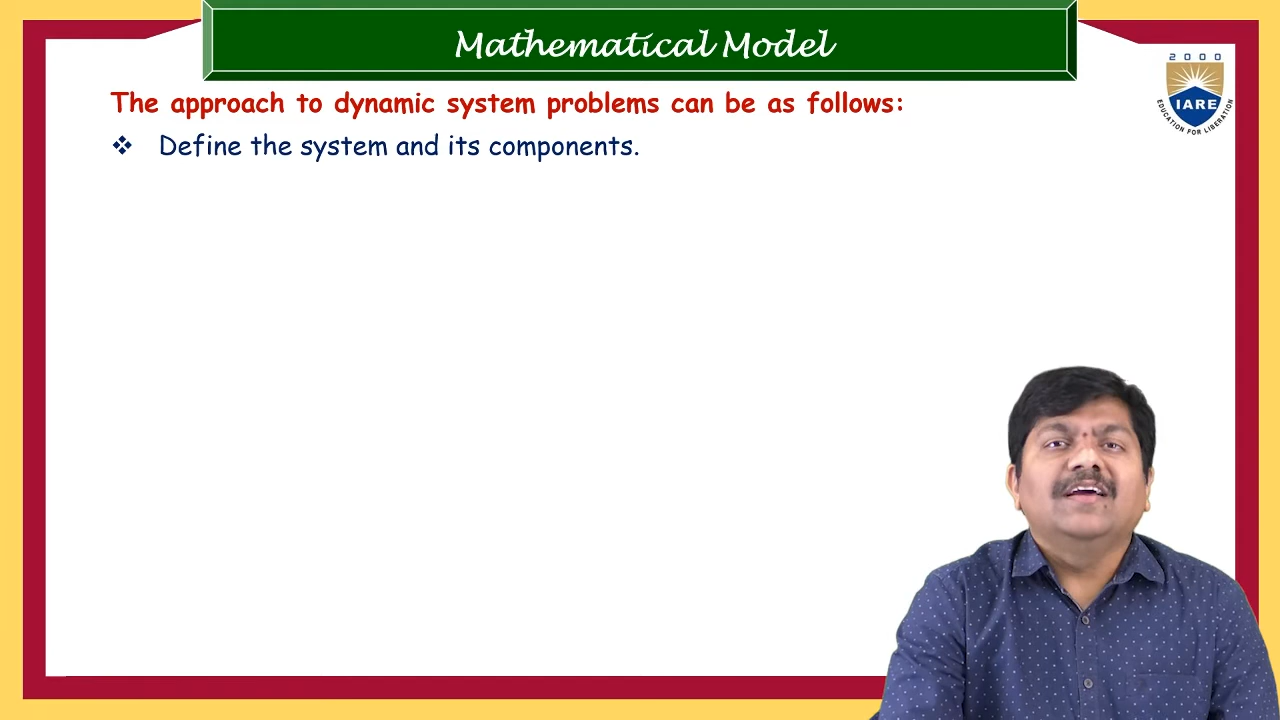 Mathematical Model
The approach to dynamic system problems can be as follows:
❖ Define the system and its components.
2000
IARE
EDUCATION FOR LIBERATION